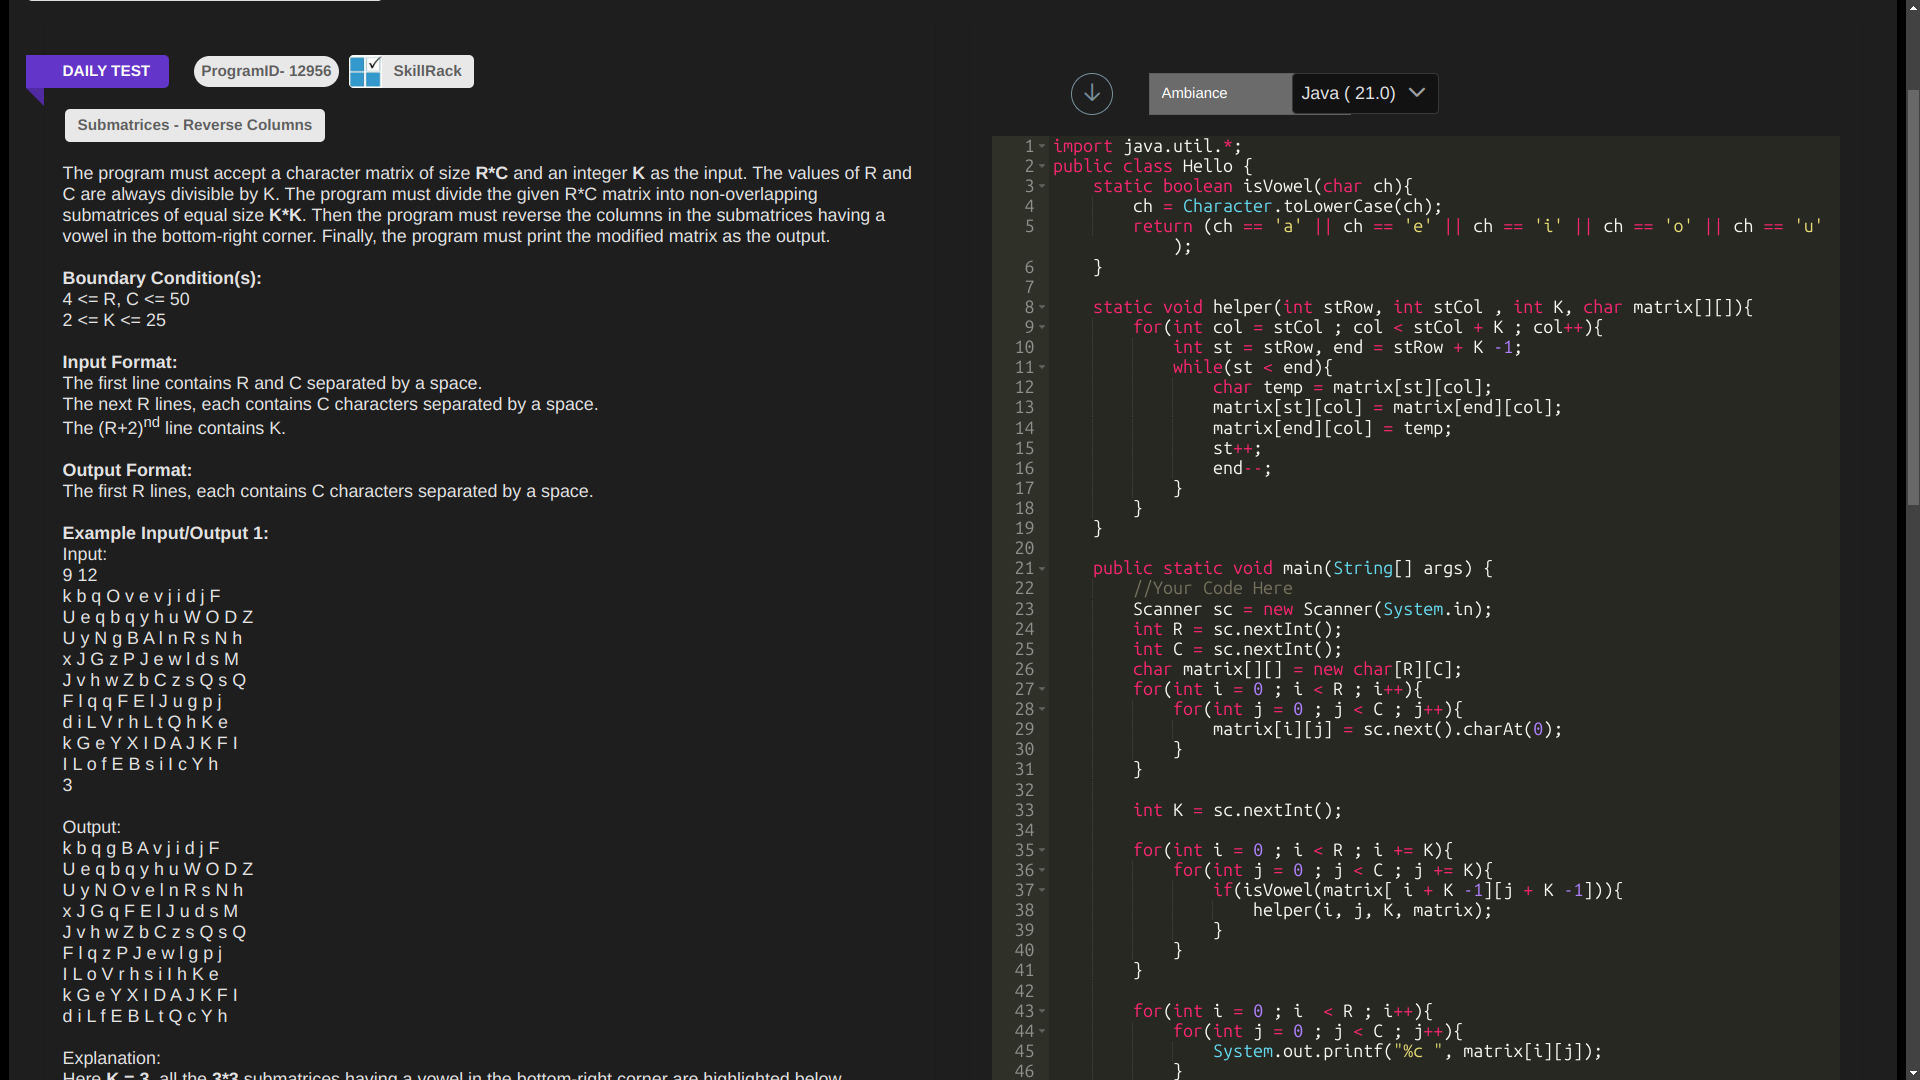 DAILY TEST
ProgramID- 12956
SkillRack
Submatrices - Reverse Columns
The program must accept a character matrix of size R*C and an integer K as the input. The values of R and
C are always divisible by K. The program must divide the given R*C matrix into non-overlapping
submatrices of equal size K*K. Then the program must reverse the columns in the submatrices having a
vowel in the bottom-right corner. Finally, the program must print the modified matrix as the output.
Boundary Condition(s):
4 <= R, C <= 50
2 <= K <= 25
Input Format:
The first line contains R and C separated by a space.
The next R lines, each contains C characters separated by a space.
The (R+2)nd line contains K.
Output Format:
The first R lines, each contains C characters separated by a space.
Example Input/Output 1:
Input:
9 12
k b q O v e v j i d j F
U e q b q y h u W O D Z
U y N g B A l n R s N h
x J G z P J e w l d s M
J v h w Z b C z s Q s Q
F l q q F E l J u g p j
d i L V r h L t Q h K e
k G e Y X I D A J K F I
I L o f E B s i I c Y h
3
Output:
k b q g B A v j i d j F
U e q b q y h u W O D Z
U y N O v e l n R s N h
x J G q F E l J u d s M
J v h w Z b C z s Q s Q
F l q z P J e w l g p j
I L o V r h s i I h K e
k G e Y X I D A J K F I
d i L f E B L t Q c Y h
Explanation:
Here K = 3, all the 3*3 submatrices having a vowel in the bottom-right corner are highlighted below
Ambiance
Java ( 21.0)
1 import java.util.*;
2 public class Hello {
3 static boolean isVowel(char ch){
4 ch = Character.toLowerCase(ch);
5 return (ch == 'a' || ch == 'e' || ch == 'i' || ch == 'o' || ch == 'u'
);
6 }
7
8 static void helper(int stRow, int stCol , int K, char matrix[][]){
9 for(int col = stCol ; col < stCol + K ; col++){
10 int st = stRow, end = stRow + K -1;
11 while(st < end){
12 char temp = matrix[st][col];
13 matrix[st][col] = matrix[end][col];
14 matrix[end][col] = temp;
15 st++;
16 end--;
17 }
18 }
19 }
20
21 public static void main(String[] args) {
22 //Your Code Here
23 Scanner sc = new Scanner(System.in);
24 int R = sc.nextInt();
25 int C = sc.nextInt();
26 char matrix[][] = new char[R][C];
27 for(int i = 0 ; i < R ; i++){
28 for(int j = 0 ; j < C ; j++){
29 matrix[i][j] = sc.next().charAt(0);
30 }
31 }
32
33 int K = sc.nextInt();
34
35 for(int i = 0 ; i < R ; i += K){
36 for(int j = 0 ; j < C ; j += K){
37 if(isVowel(matrix[ i + K -1][j + K -1])){
38 helper(i, j, K, matrix);
39 }
40 }
41 }
42
43 for(int i = 0 ; i  < R ; i++){
44 for(int j = 0 ; j < C ; j++){
45 System.out.printf("%c ", matrix[i][j]);
46 }